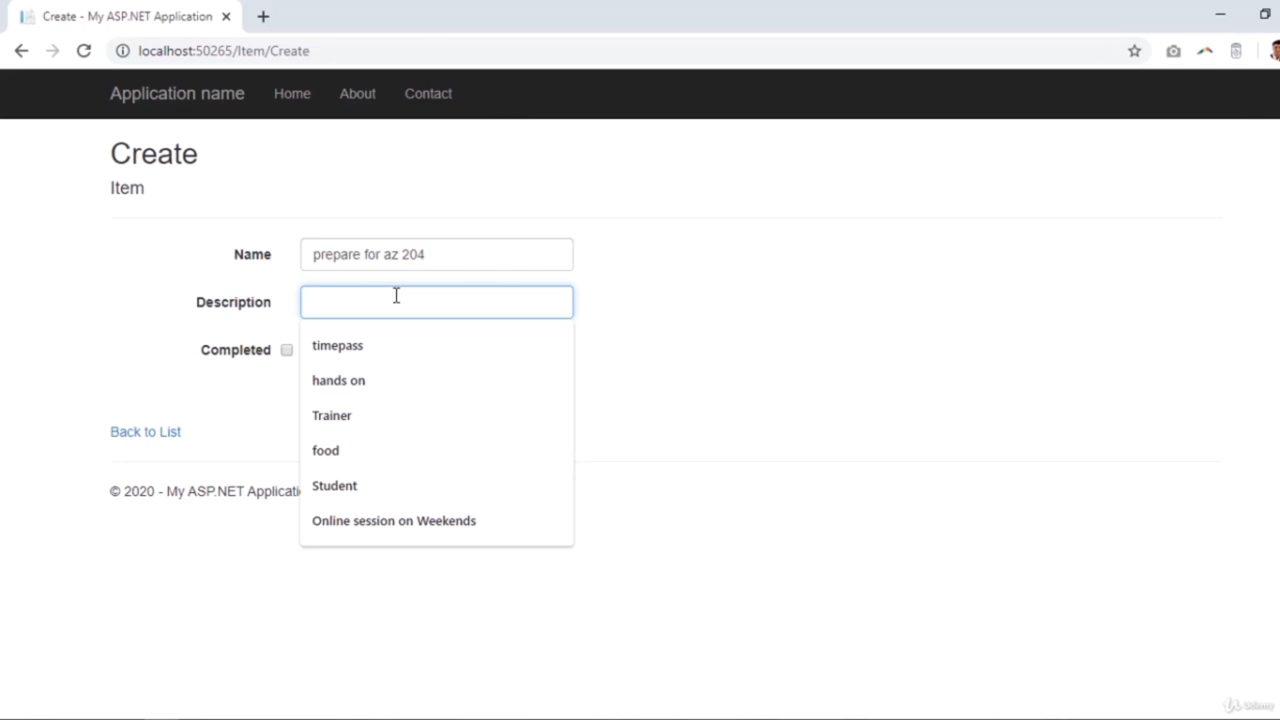 Create - My ASP.NET Application
localhost:50265/Item/Create
Application name Home About Contact
Create
Item
Name prepare for az 204
Description
timepass
Completed
hands on
Trainer
Back to List
food
Student
© 2020 - My ASP.NET Applicati
Online session on Weekends
Udemy